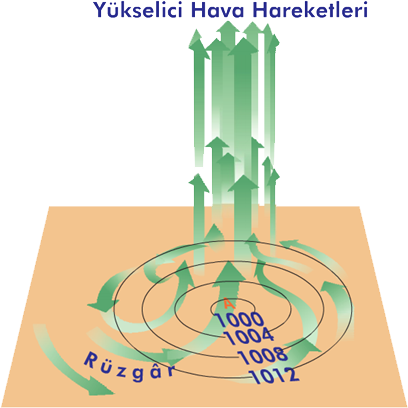 Yükselici Hava Hareketleri
A
1000
1004
1008
1012
Rüzgâr